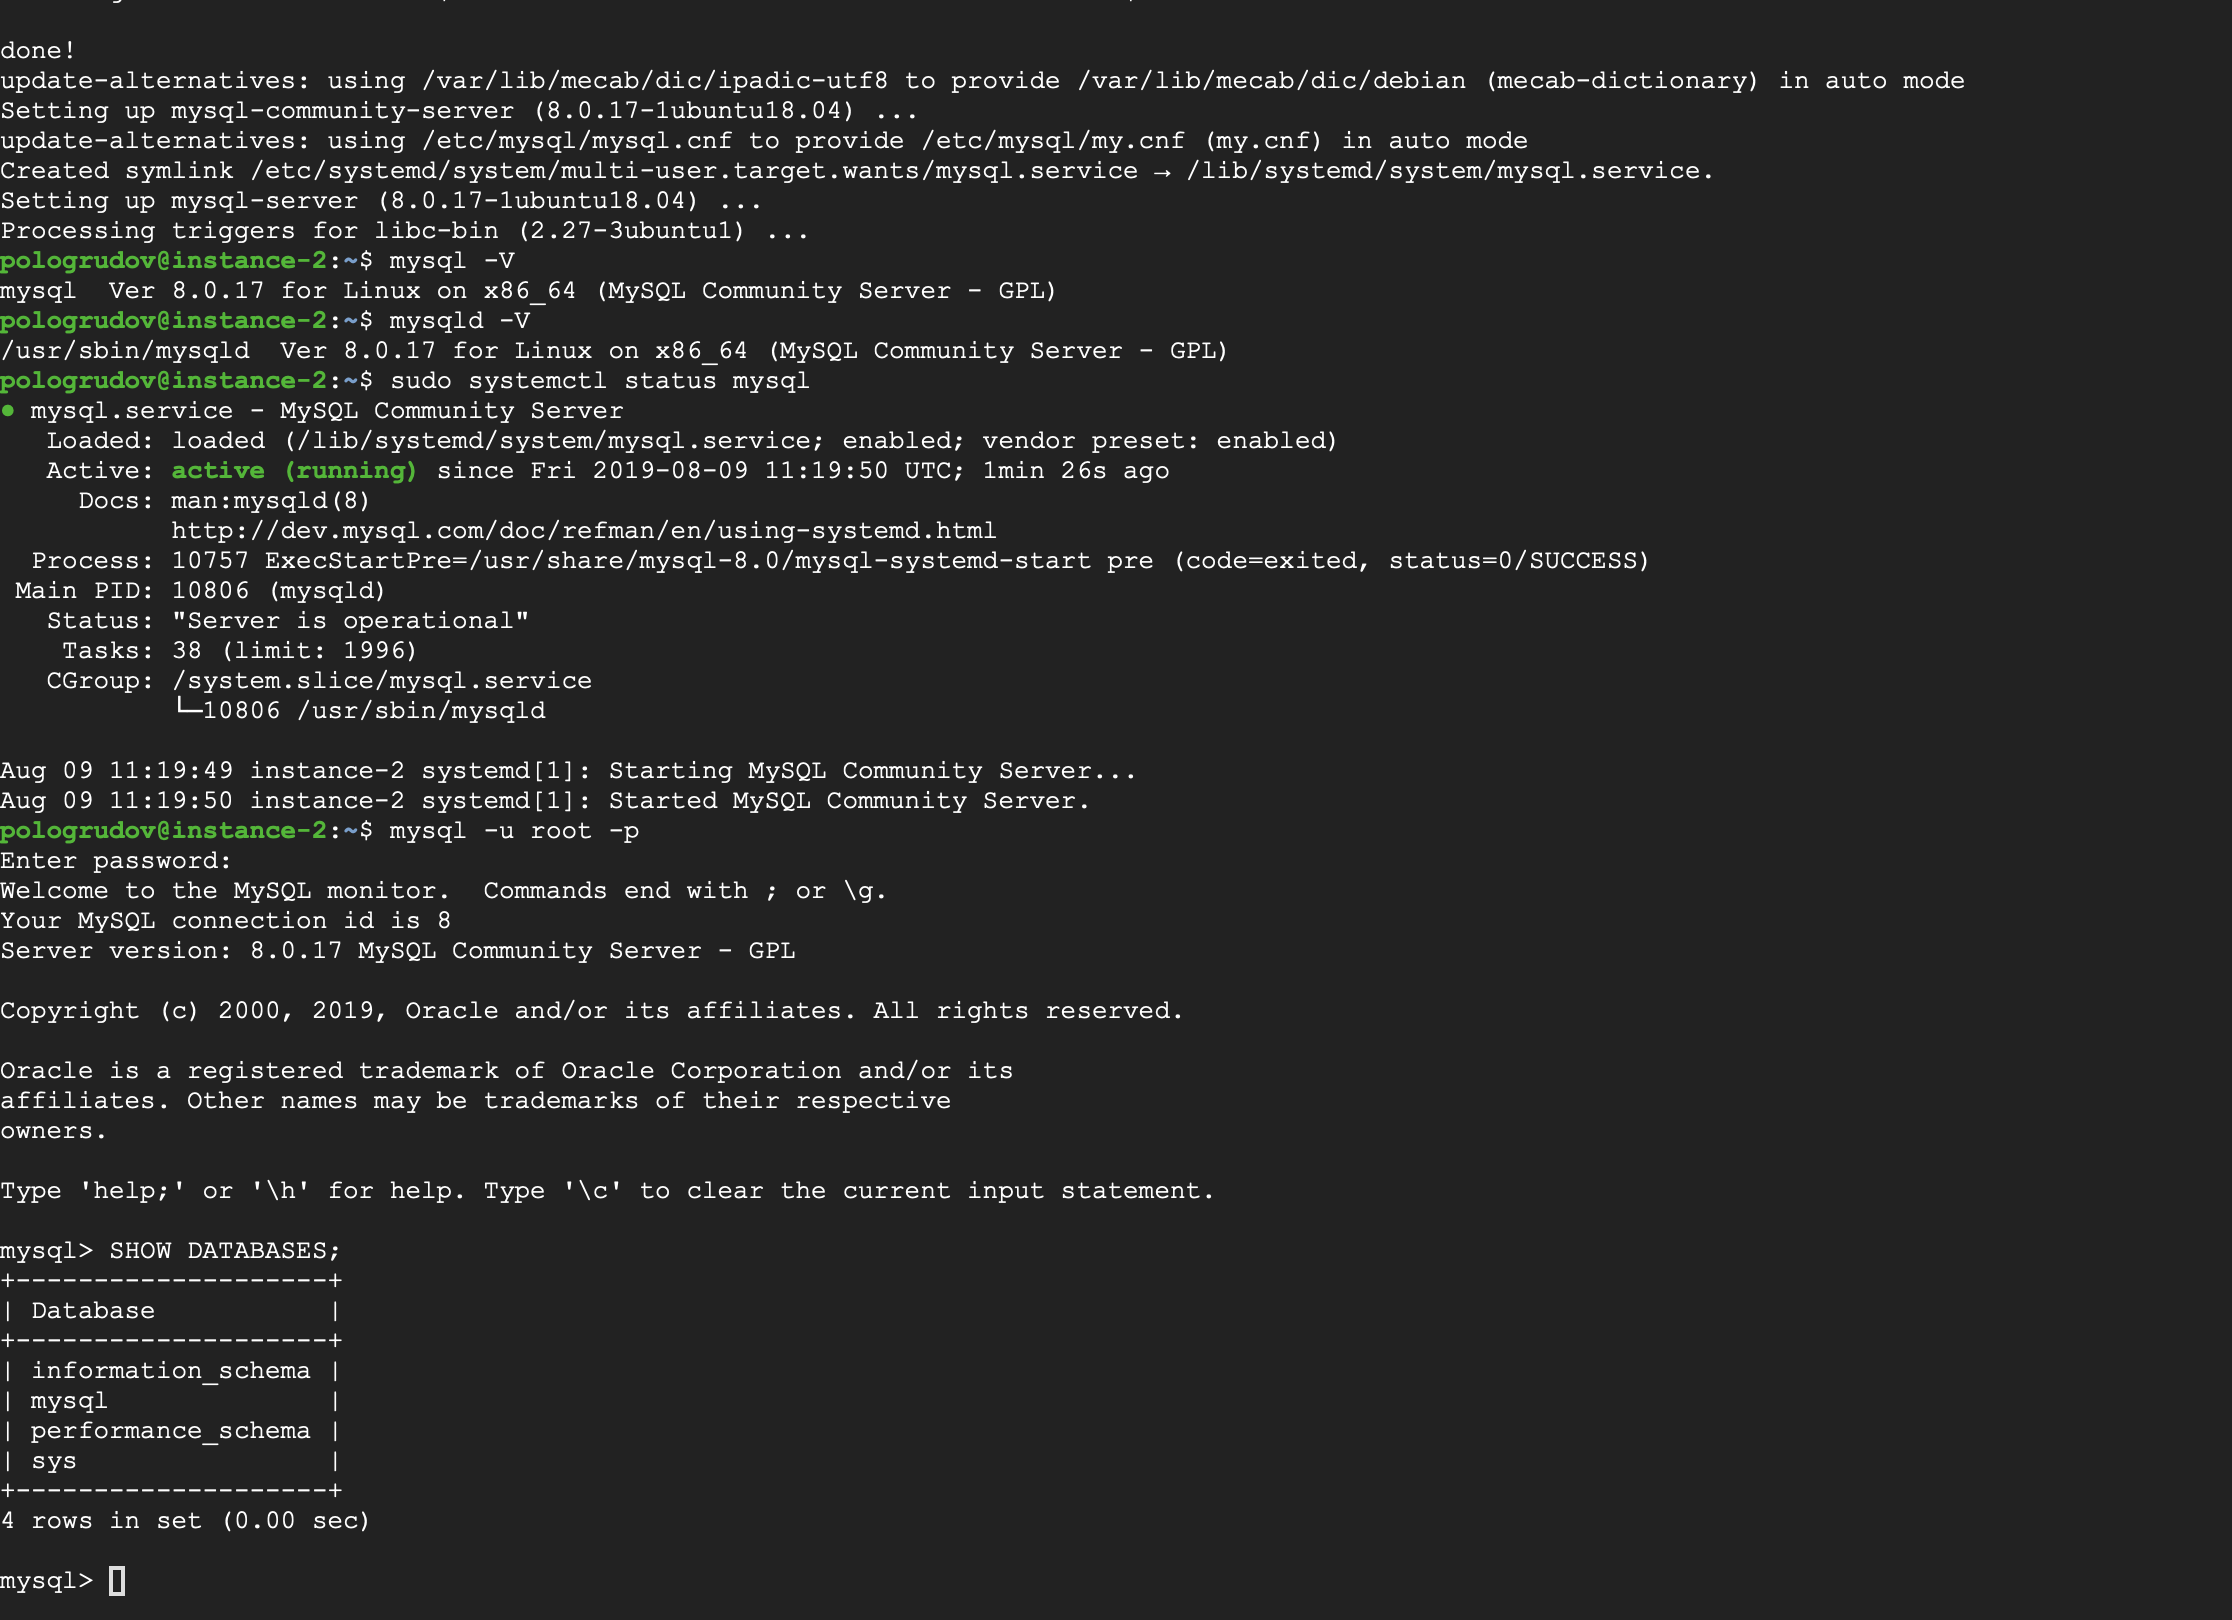 done!
update-alternatives: using /var/lib/mecab/dic/ipadic-utf8 to provide /var/lib/mecab/dic/debian (mecab-dictionary) in auto mode
Setting up mysql-community-server (8.0.17-1ubuntu18.04) ...
update-alternatives: using /etc/mysql/mysql.cnf to provide /etc/mysql/my.cnf (my.cnf) in auto mode
Created symlink /etc/systemd/system/multi-user.target.wants/mysql.service → /lib/systemd/system/mysql.service.
Setting up mysql-server (8.0.17-1ubuntu18.04) ...
Processing triggers for libc-bin (2.27-3ubuntu1) ...
pologrudov@instance-2:~$ mysql -V
mysql  Ver 8.0.17 for Linux on x86_64 (MySQL Community Server - GPL)
pologrudov@instance-2:~$ mysqld -V
/usr/sbin/mysqld  Ver 8.0.17 for Linux on x86_64 (MySQL Community Server - GPL)
pologrudov@instance-2:~$ sudo systemctl status mysql
● mysql.service - MySQL Community Server
   Loaded: loaded (/lib/systemd/system/mysql.service; enabled; vendor preset: enabled)
   Active: active (running) since Fri 2019-08-09 11:19:50 UTC; 1min 26s ago
     Docs: man:mysqld(8)
           http://dev.mysql.com/doc/refman/en/using-systemd.html
  Process: 10757 ExecStartPre=/usr/share/mysql-8.0/mysql-systemd-start pre (code=exited, status=0/SUCCESS)
 Main PID: 10806 (mysqld)
   Status: "Server is operational"
    Tasks: 38 (limit: 1996)
   CGroup: /system.slice/mysql.service
           └─10806 /usr/sbin/mysqld
Aug 09 11:19:49 instance-2 systemd[1]: Starting MySQL Community Server...
Aug 09 11:19:50 instance-2 systemd[1]: Started MySQL Community Server.
pologrudov@instance-2:~$ mysql -u root -p
Enter password:
Welcome to the MySQL monitor.  Commands end with ; or \g.
Your MySQL connection id is 8
Server version: 8.0.17 MySQL Community Server - GPL
Copyright (c) 2000, 2019, Oracle and/or its affiliates. All rights reserved.
Oracle is a registered trademark of Oracle Corporation and/or its
affiliates. Other names may be trademarks of their respective
owners.
Type 'help;' or '\h' for help. Type '\c' to clear the current input statement.
mysql> SHOW DATABASES;
+--------------------+
| Database           |
+--------------------+
| information_schema |
| mysql              |
| performance_schema |
| sys                |
+--------------------+
4 rows in set (0.00 sec)
mysql>